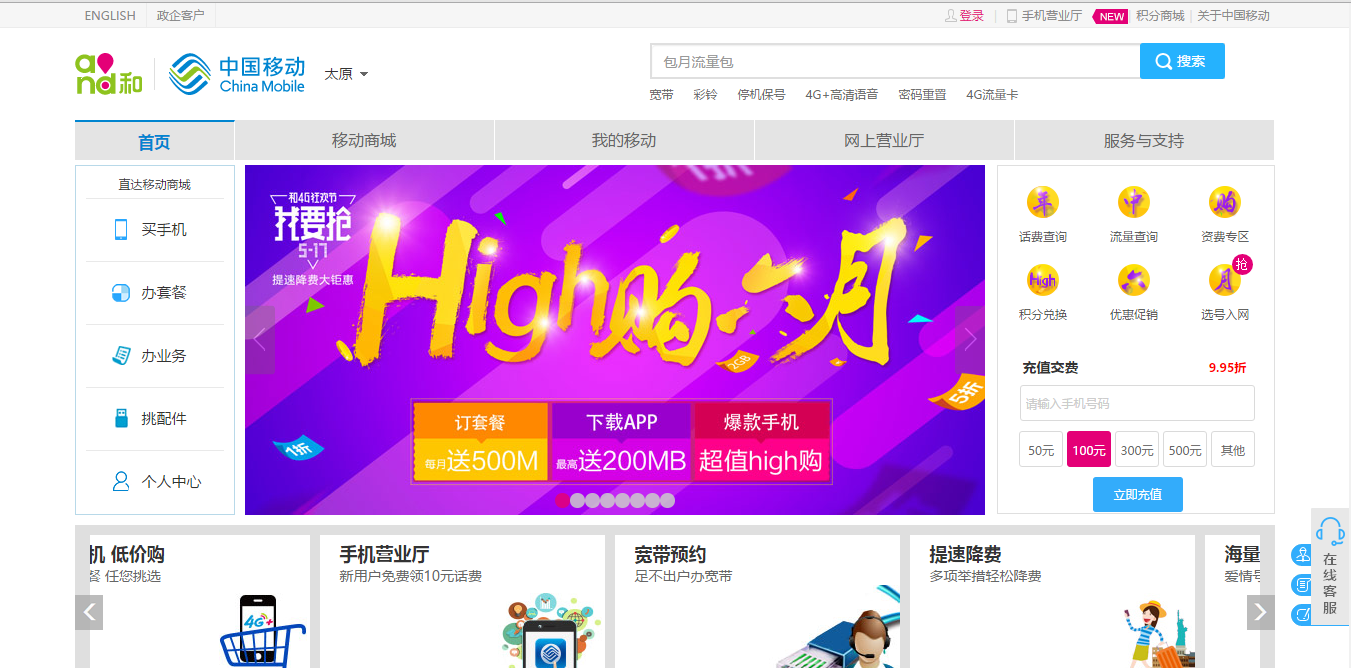 ENGLISH 政企客户 登录 手机营业厅 NEW 积分商城 关于中国移动
and和 中国移动 China Mobile 太原
包月流量包 搜索
宽带 彩铃 停机保号 4G+高清语音 密码重置 4G流量卡
首页 移动商城 我的移动 网上营业厅 服务与支持
直达移动商城
买手机
办套餐
办业务
挑配件
个人中心
和4G狂欢节
我要抢
5-17
提速降费大钜惠
High购六月
2GB
5折
1折
订套餐 下载APP 爆款手机
每月送500M 最高送200MB 超值high购
年 中 购
话费查询 流量查询 资费专区
High 六 月 抢
积分兑换 优惠促销 选号入网
充值交费 9.95折
请输入手机号码
50元 100元 300元 500元 其他
立即充值
机 低价购 手机营业厅 宽带预约 提速降费 海量
餐 任您挑选 新用户免费领10元话费 足不出户办宽带 多项举措轻松降费 爱情
4G+
在线客服